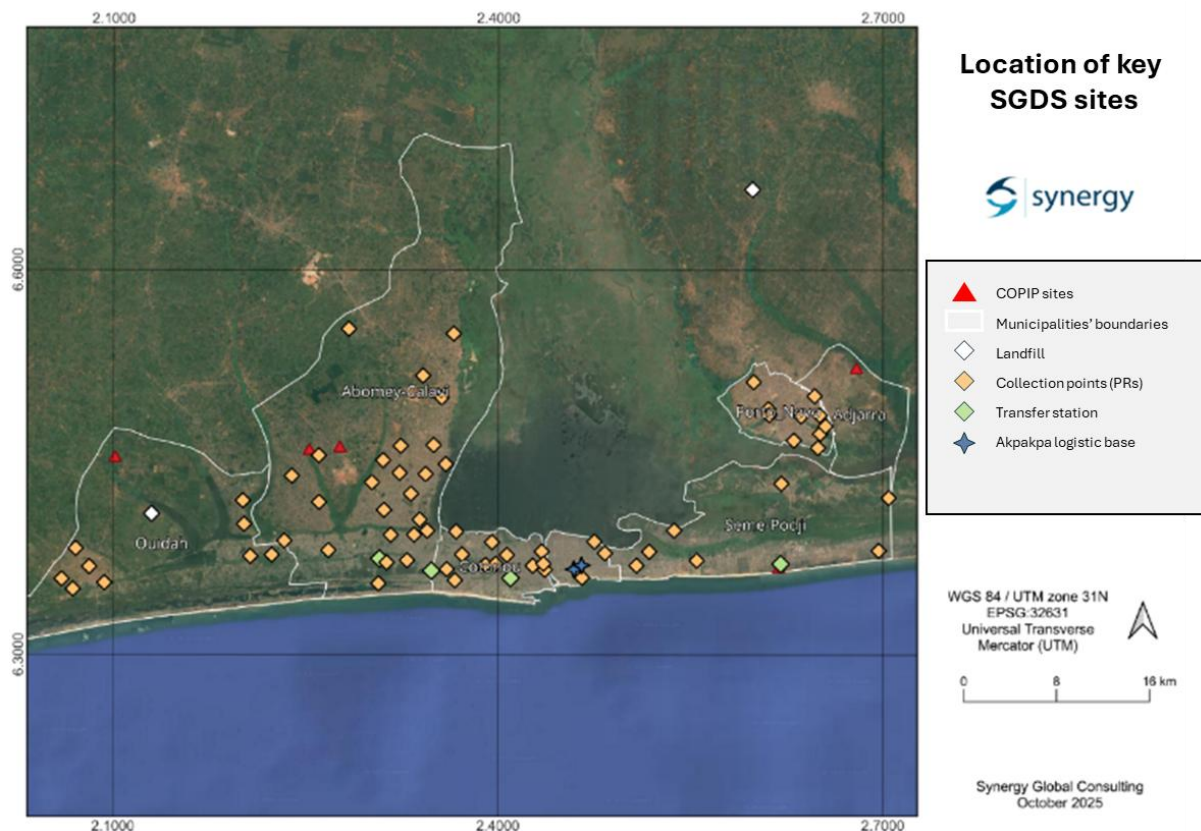 2.1000
2.4000
2.7000
Location of key
SGDS sites
synergy
6.6000
COPIP sites
Municipalities' boundaries
Landfill
Collection points (PRs)
Transfer station
Akpakpa logistic base
Abomey-Calavi
Porto-Novo
Adjarra
Ouidah
Seme-Podji
Cotonou
WGS 84 / UTM zone 31N
EPSG:32631
Universal Transverse
Mercator (UTM)
0 8 16 km
6.3000
Synergy Global Consulting
October 2025
2.1000
2.4000
2.7000